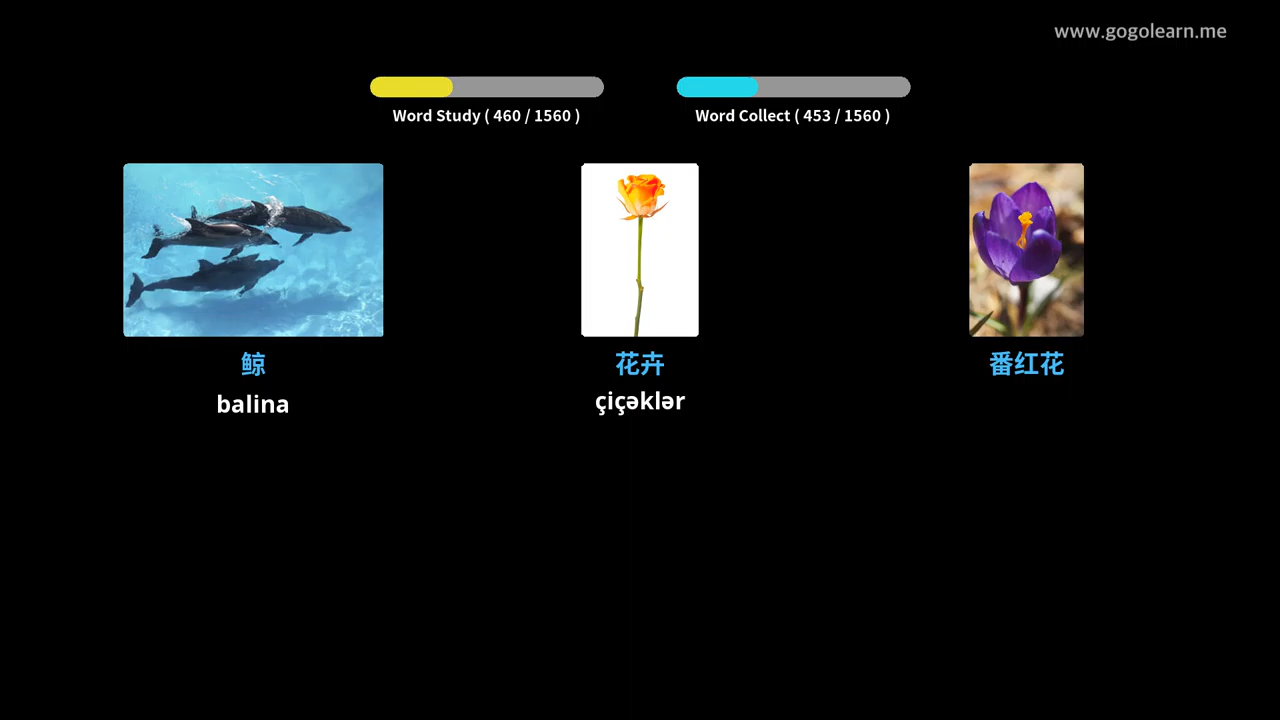 www.gogolearn.me
Word Study ( 460 / 1560 )
Word Collect ( 453 / 1560 )
鲸
花卉
番红花
balina
çiçəklər